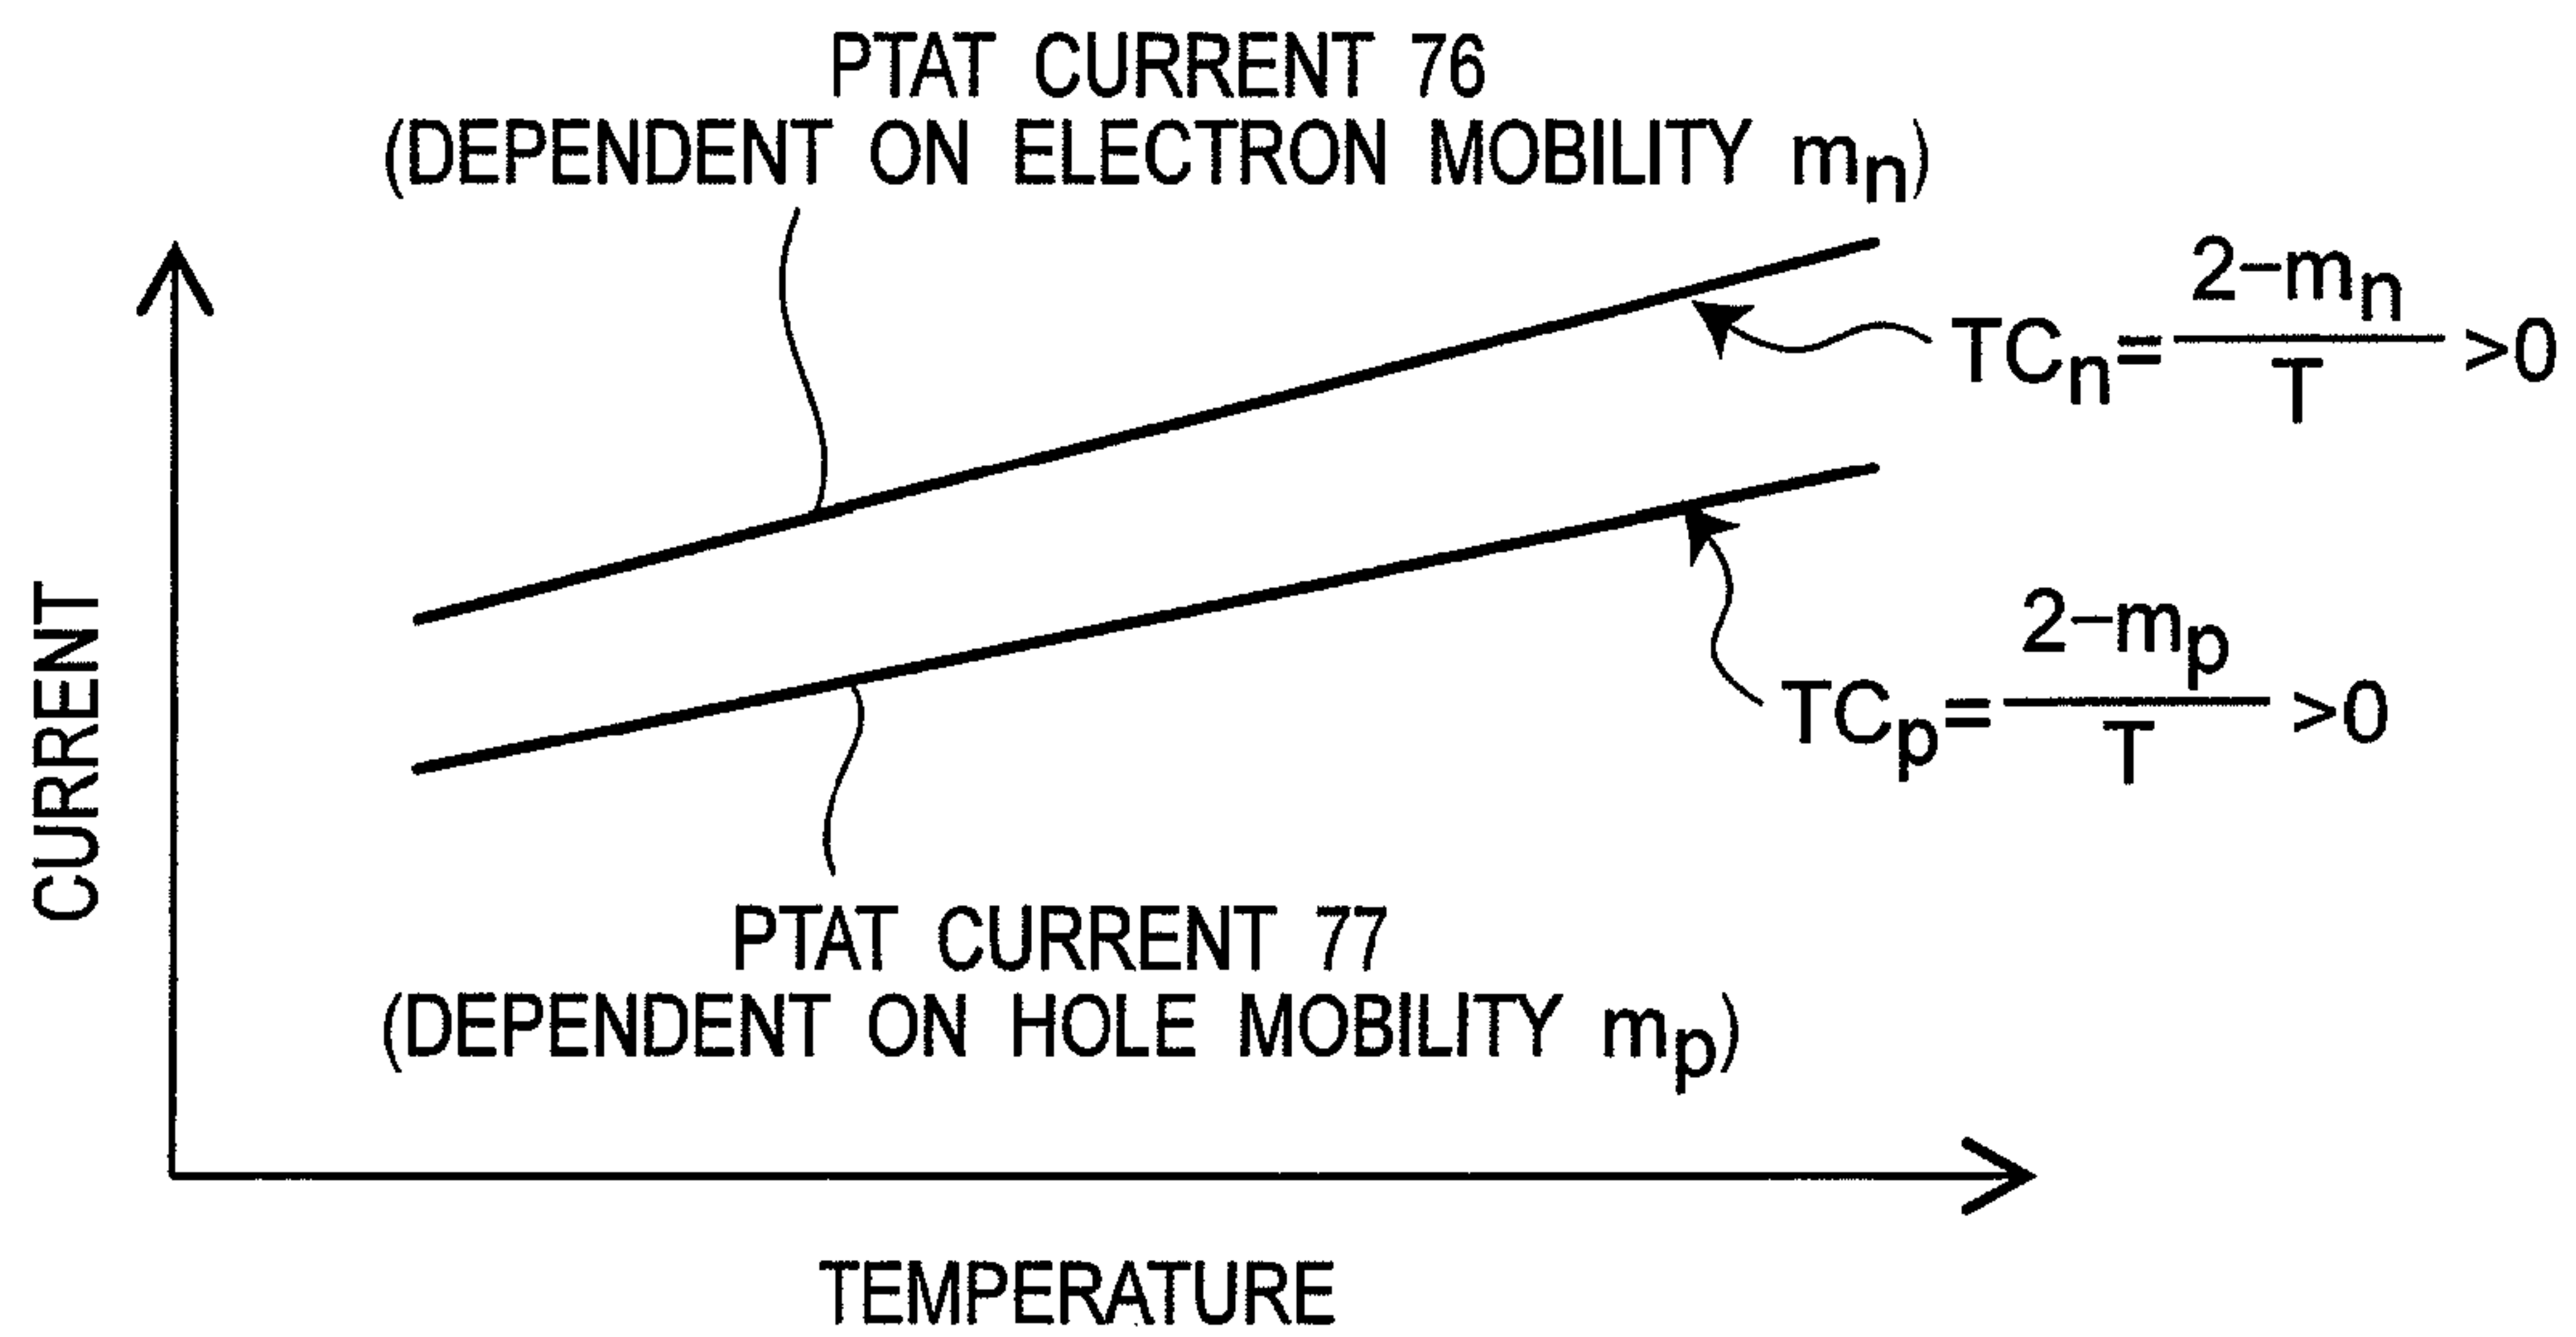 PTAT CURRENT 76
(DEPENDENT ON ELECTRON MOBILITY mn)
TCn=2−mn/T >0
CURRENT
TCp=2−mp/T >0
PTAT CURRENT 77
(DEPENDENT ON HOLE MOBILITY mp)
TEMPERATURE